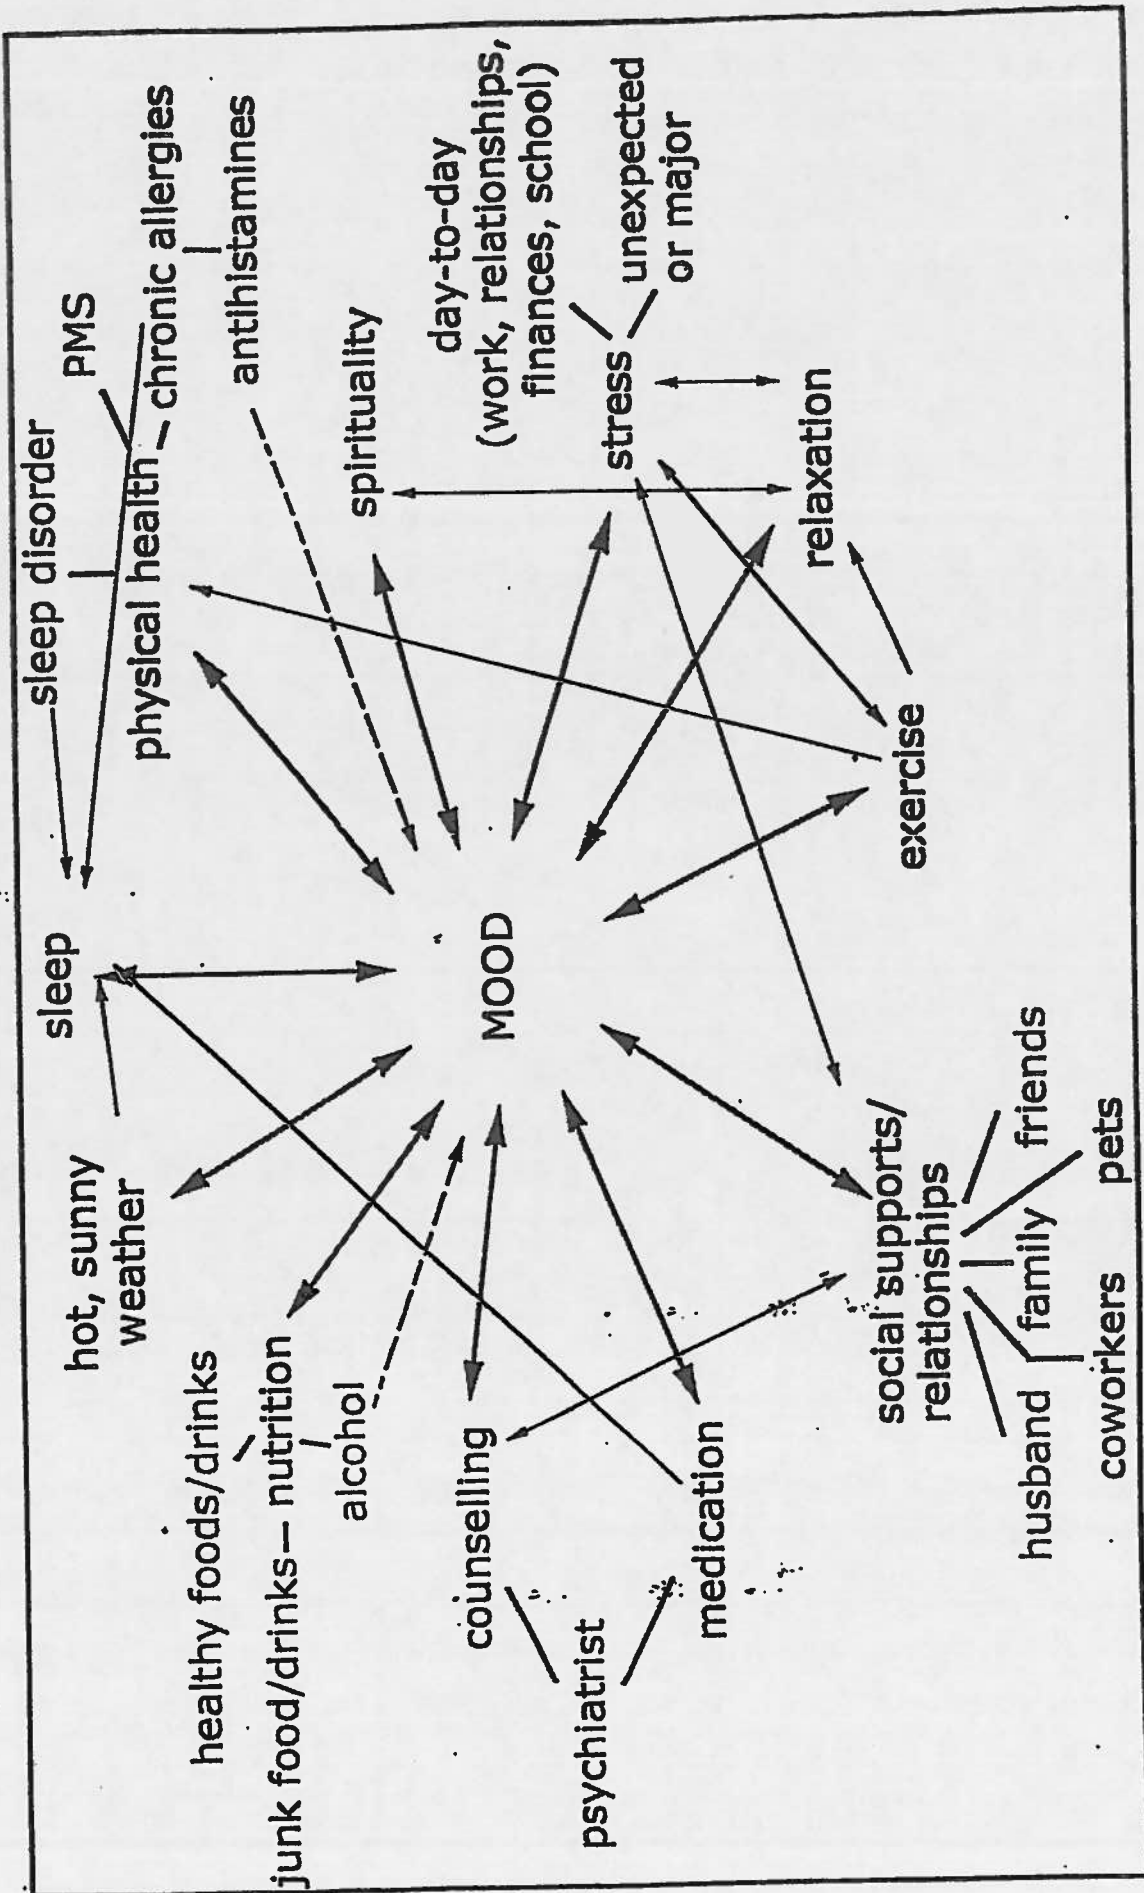 sleep disorder
PMS
sleep
physical health — chronic allergies
antihistamines
hot, sunny
weather
spirituality
healthy foods/drinks
junk food/drinks— nutrition
alcohol
day-to-day
(work, relationships,
finances, school)
MOOD
stress
unexpected
or major
counselling
psychiatrist
medication
relaxation
exercise
social supports/
relationships
husband
family
friends
coworkers
pets